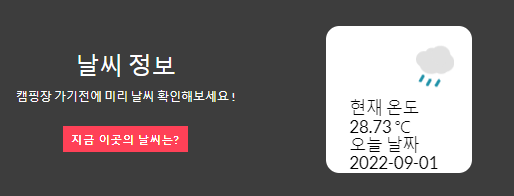 날씨 정보
캠핑장 가기전에 미리 날씨 확인해보세요!
지금 이곳의 날씨는?
현재 온도
28.73 ℃
오늘 날짜
2022-09-01